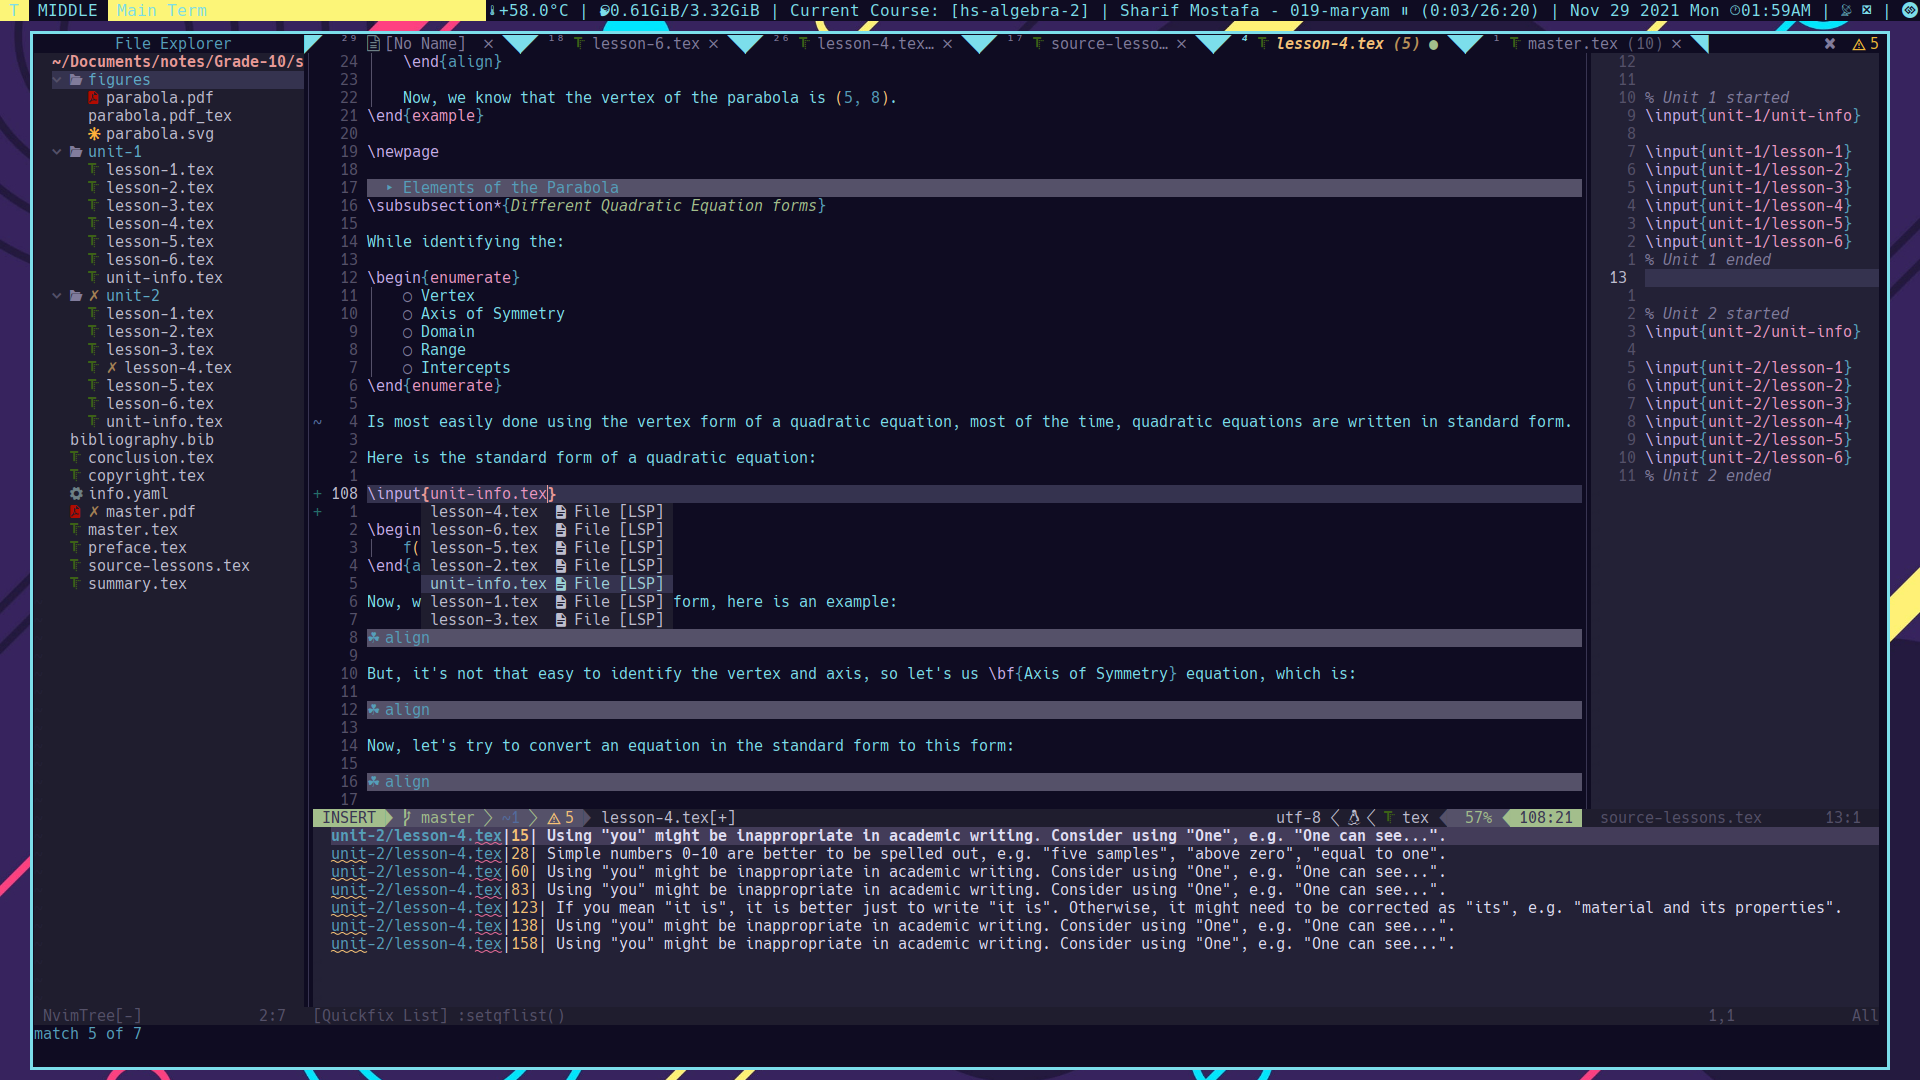 T MIDDLE Main Term +58.0°C | 0.61GiB/3.32GiB | Current Course: [hs-algebra-2] | Sharif Mostafa - 019-maryam ⏸ (0:03/26:20) | Nov 29 2021 Mon 01:59AM | |
File Explorer
~/Documents/notes/Grade-10/s
figures
parabola.pdf
parabola.pdf_tex
parabola.svg
unit-1
lesson-1.tex
lesson-2.tex
lesson-3.tex
lesson-4.tex
lesson-5.tex
lesson-6.tex
unit-info.tex
✗ unit-2
lesson-1.tex
lesson-2.tex
lesson-3.tex
✗ lesson-4.tex
lesson-5.tex
lesson-6.tex
unit-info.tex
bibliography.bib
conclusion.tex
copyright.tex
info.yaml
✗ master.pdf
master.tex
preface.tex
source-lessons.tex
summary.tex
NvimTree[-] 2:7
²⁹ [No Name] × ¹⁸ lesson-6.tex × ²⁶ lesson-4.tex… × ¹⁷ source-lesso… × ⁴ lesson-4.tex (5) ● ¹ master.tex (10) × ✖ ⚠ 5
24 \end{align}
23
22 Now, we know that the vertex of the parabola is (5, 8).
21 \end{example}
20
19 \newpage
18
17 ▸ Elements of the Parabola
16 \subsubsection*{Different Quadratic Equation forms}
15
14 While identifying the:
13
12 \begin{enumerate}
11 ○ Vertex
10 ○ Axis of Symmetry
9 ○ Domain
8 ○ Range
7 ○ Intercepts
6 \end{enumerate}
5
~ 4 Is most easily done using the vertex form of a quadratic equation, most of the time, quadratic equations are written in standard form.
3
2 Here is the standard form of a quadratic equation:
1
+ 108 \input{unit-info.tex}
+ 1 lesson-4.tex File [LSP]
2 \begin lesson-6.tex File [LSP]
3 f( lesson-5.tex File [LSP]
4 \end{a lesson-2.tex File [LSP]
5 unit-info.tex File [LSP]
6 Now, w lesson-1.tex File [LSP] form, here is an example:
7 lesson-3.tex File [LSP]
8 align
9
10 But, it's not that easy to identify the vertex and axis, so let's us \bf{Axis of Symmetry} equation, which is:
11
12 align
13
14 Now, let's try to convert an equation in the standard form to this form:
15
16 align
17
INSERT master ~1 ⚠ 5 lesson-4.tex[+] utf-8 tex 57% 108:21
12
11
10 % Unit 1 started
9 \input{unit-1/unit-info}
8
7 \input{unit-1/lesson-1}
6 \input{unit-1/lesson-2}
5 \input{unit-1/lesson-3}
4 \input{unit-1/lesson-4}
3 \input{unit-1/lesson-5}
2 \input{unit-1/lesson-6}
1 % Unit 1 ended
13
1
2 % Unit 2 started
3 \input{unit-2/unit-info}
4
5 \input{unit-2/lesson-1}
6 \input{unit-2/lesson-2}
7 \input{unit-2/lesson-3}
8 \input{unit-2/lesson-4}
9 \input{unit-2/lesson-5}
10 \input{unit-2/lesson-6}
11 % Unit 2 ended
source-lessons.tex 13:1
unit-2/lesson-4.tex|15| Using "you" might be inappropriate in academic writing. Consider using "One", e.g. "One can see...".
unit-2/lesson-4.tex|28| Simple numbers 0-10 are better to be spelled out, e.g. "five samples", "above zero", "equal to one".
unit-2/lesson-4.tex|60| Using "you" might be inappropriate in academic writing. Consider using "One", e.g. "One can see...".
unit-2/lesson-4.tex|83| Using "you" might be inappropriate in academic writing. Consider using "One", e.g. "One can see...".
unit-2/lesson-4.tex|123| If you mean "it is", it is better just to write "it is". Otherwise, it might need to be corrected as "its", e.g. "material and its properties".
unit-2/lesson-4.tex|138| Using "you" might be inappropriate in academic writing. Consider using "One", e.g. "One can see...".
unit-2/lesson-4.tex|158| Using "you" might be inappropriate in academic writing. Consider using "One", e.g. "One can see...".
[Quickfix List] :setqflist() 1,1 All
match 5 of 7